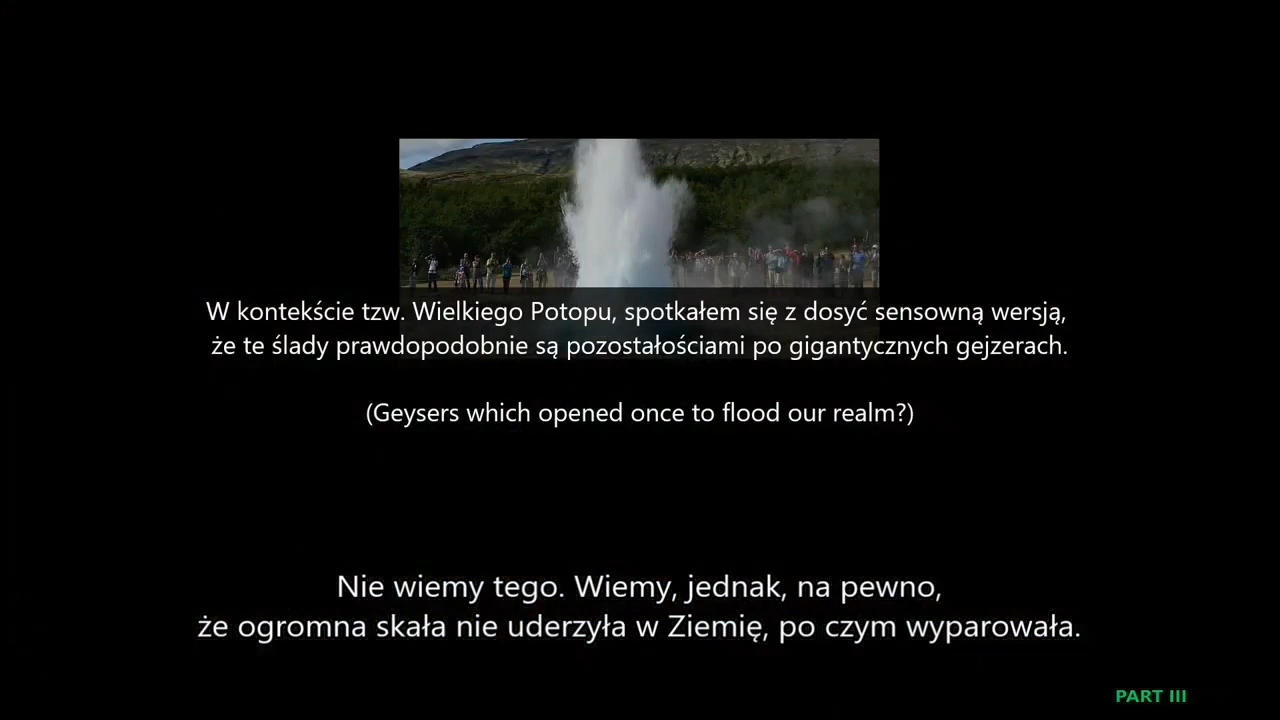 W kontekście tzw. Wielkiego Potopu, spotkałem się z dosyć sensowną wersją,
że te ślady prawdopodobnie są pozostałościami po gigantycznych gejzerach.
(Geysers which opened once to flood our realm?)
Nie wiemy tego. Wiemy, jednak, na pewno,
że ogromna skała nie uderzyła w Ziemię, po czym wyparowała.
PART III